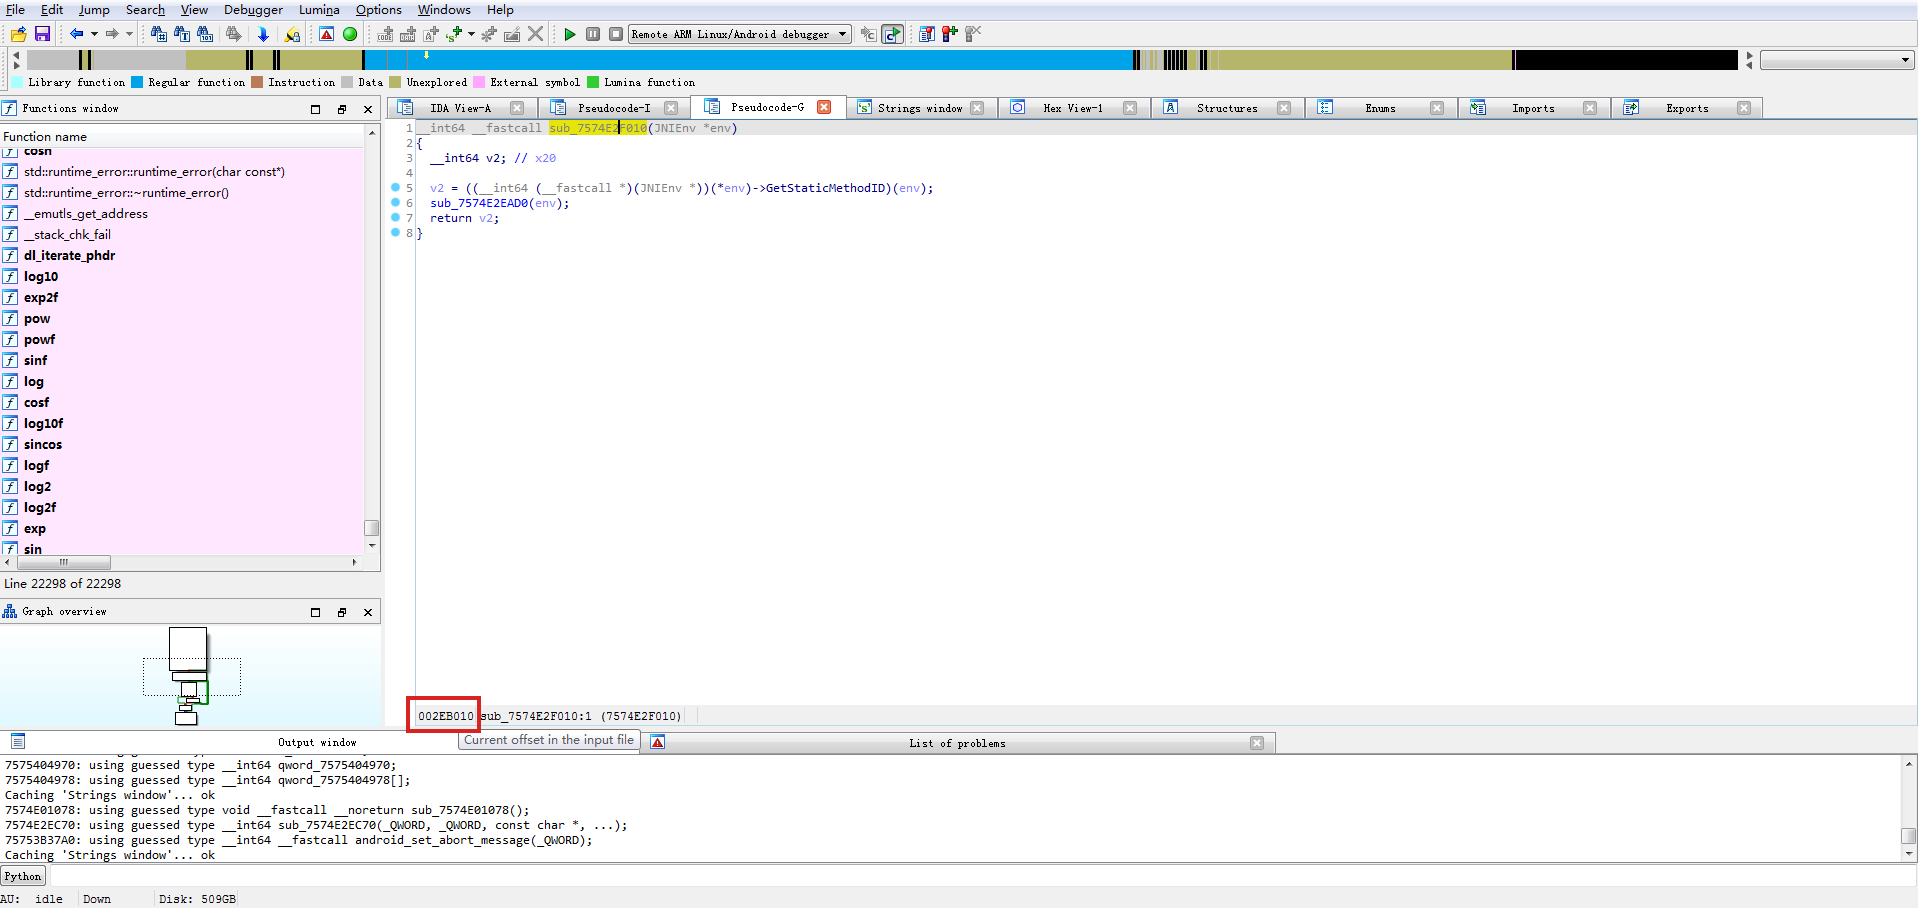 File Edit Jump Search View Debugger Lumina Options Windows Help
Remote ARM Linux/Android debugger
Library function Regular function Instruction Data Unexplored External symbol Lumina function
Functions window
IDA View-A Pseudocode-I Pseudocode-G Strings window Hex View-1 Structures Enums Imports Exports
Function name
cosh
std::runtime_error::runtime_error(char const*)
std::runtime_error::~runtime_error()
__emutls_get_address
__stack_chk_fail
dl_iterate_phdr
log10
exp2f
pow
powf
sinf
log
cosf
log10f
sincos
logf
log2
log2f
exp
sin
Line 22298 of 22298
Graph overview
1 __int64 __fastcall sub_7574E2F010(JNIEnv *env)
2 {
3 __int64 v2; // x20
4
5 v2 = ((__int64 (__fastcall *)(JNIEnv *))(*env)->GetStaticMethodID)(env);
6 sub_7574E2EAD0(env);
7 return v2;
8 }
002EB010 sub_7574E2F010:1 (7574E2F010)
Current offset in the input file
Output window
List of problems
7575404970: using guessed type __int64 qword_7575404970;
7575404978: using guessed type __int64 qword_7575404978[];
Caching 'Strings window'... ok
7574E01078: using guessed type void __fastcall __noreturn sub_7574E01078();
7574E2EC70: using guessed type __int64 sub_7574E2EC70(_QWORD, _QWORD, const char *, ...);
75753B37A0: using guessed type __int64 __fastcall android_set_abort_message(_QWORD);
Caching 'Strings window'... ok
Python
AU: idle Down Disk: 509GB